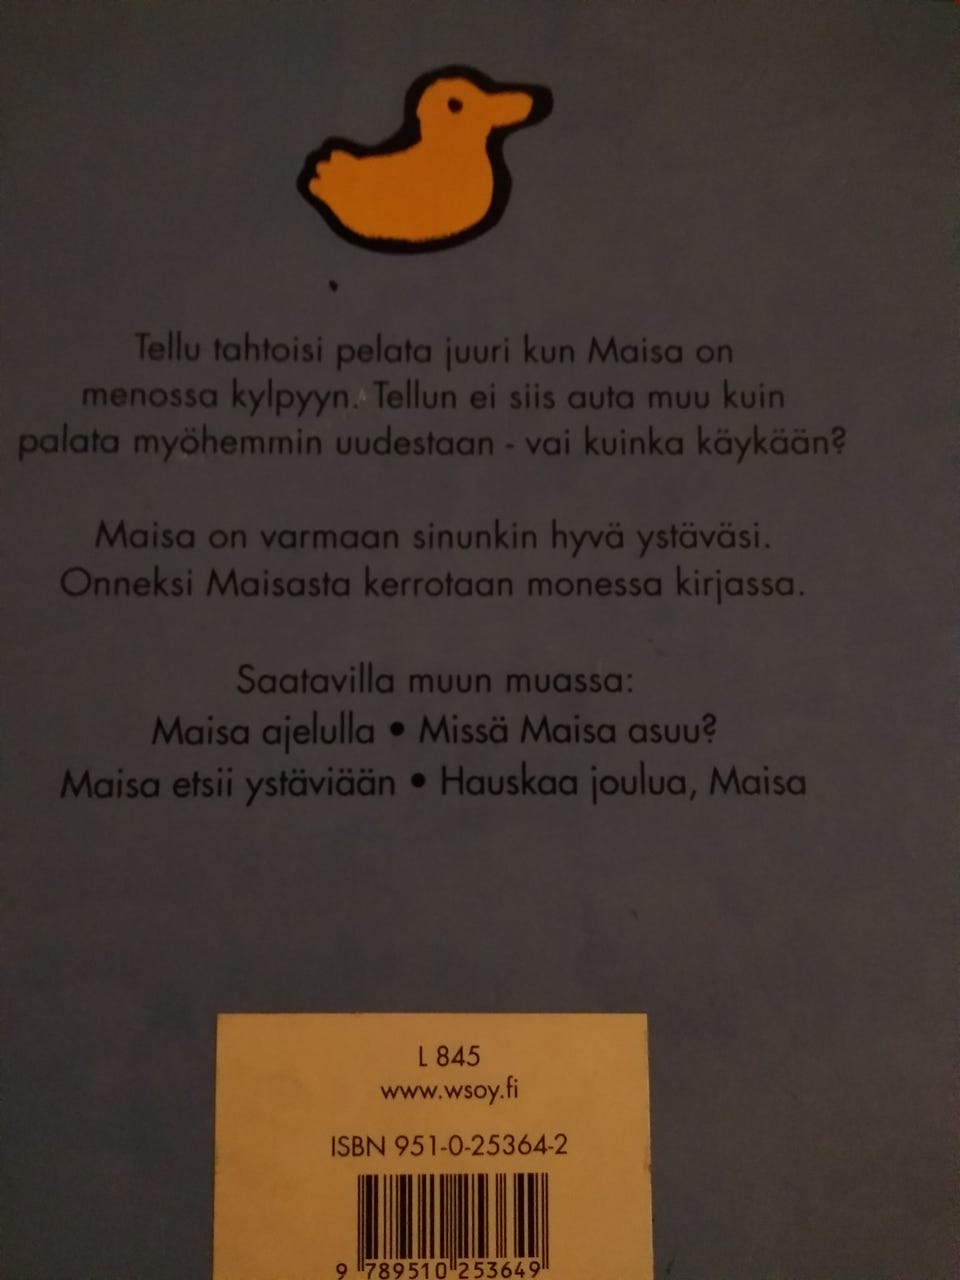 Tellu tahtoisi pelata juuri kun Maisa on
menossa kylpyyn. Tellun ei siis auta muu kuin
palata myöhemmin uudestaan - vai kuinka käykään?
Maisa on varmaan sinunkin hyvä ystäväsi.
Onneksi Maisasta kerrotaan monessa kirjassa.
Saatavilla muun muassa:
Maisa ajelulla • Missä Maisa asuu?
Maisa etsii ystäviään • Hauskaa joulua, Maisa
L 845
www.wsoy.fi
ISBN 951-0-25364-2
9 789510 253649